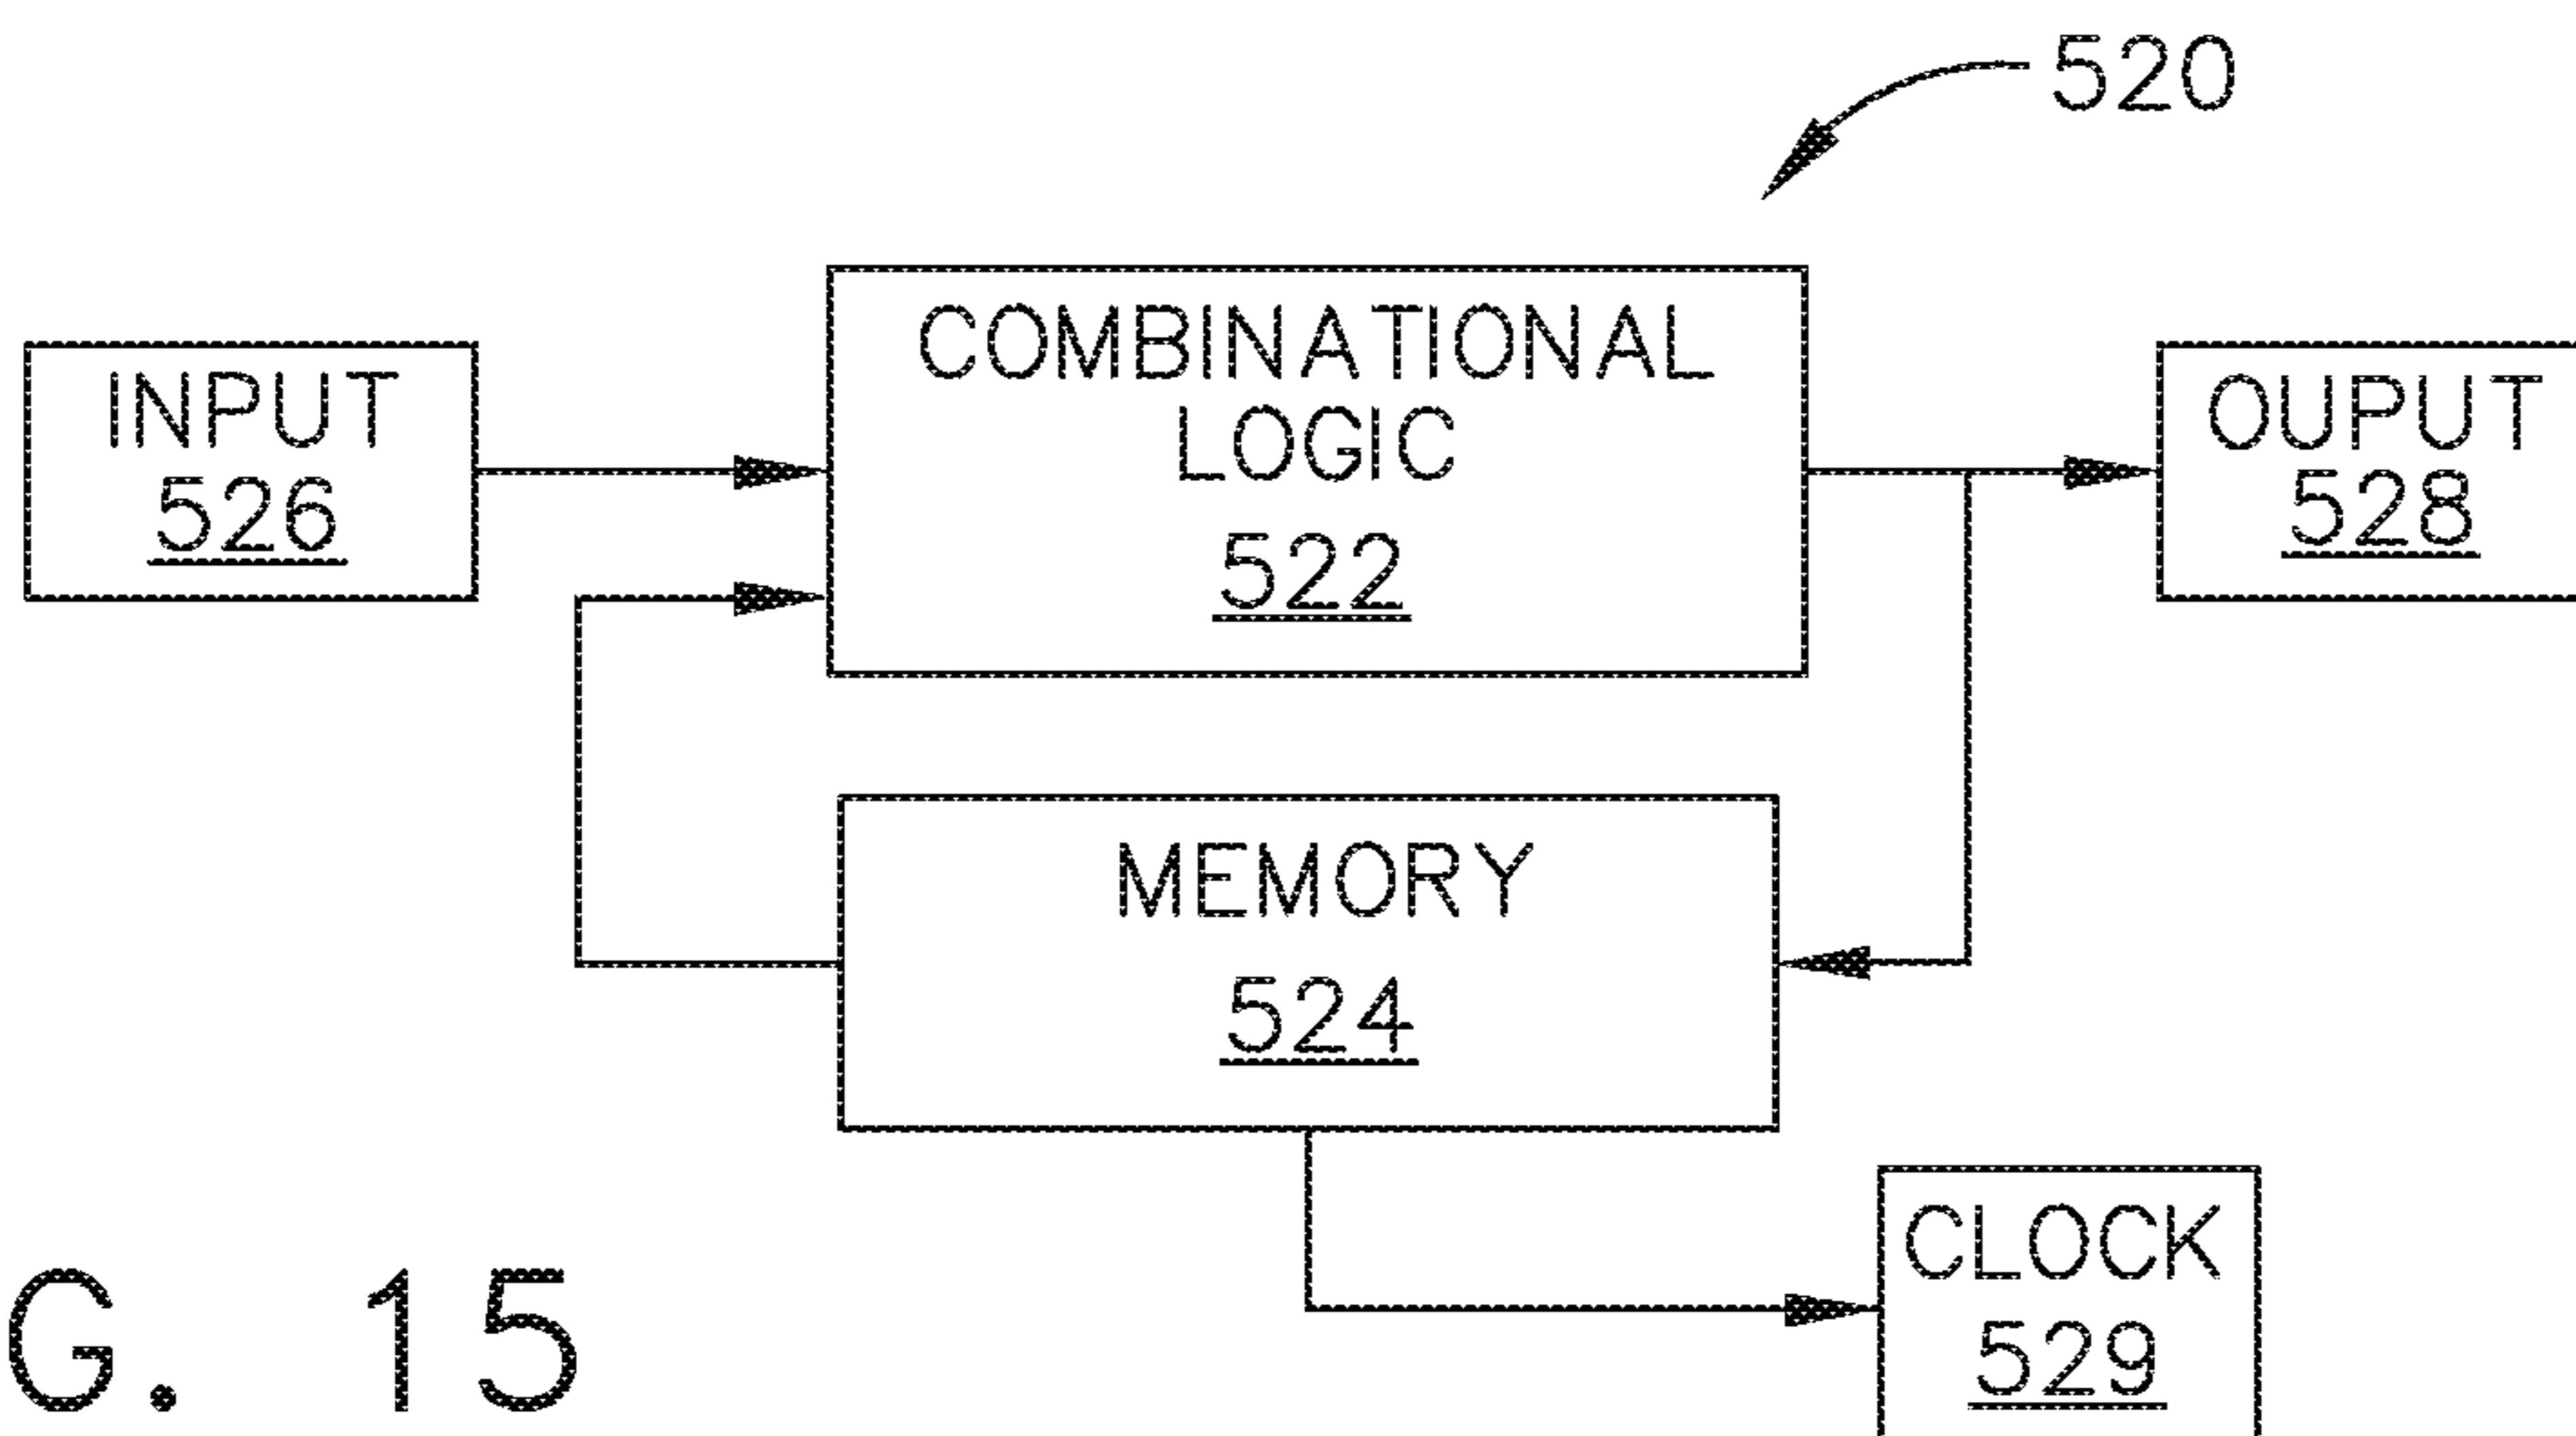 520
INPUT
526
COMBINATIONAL
LOGIC
522
OUPUT
528
MEMORY
524
CLOCK
529
G. 15